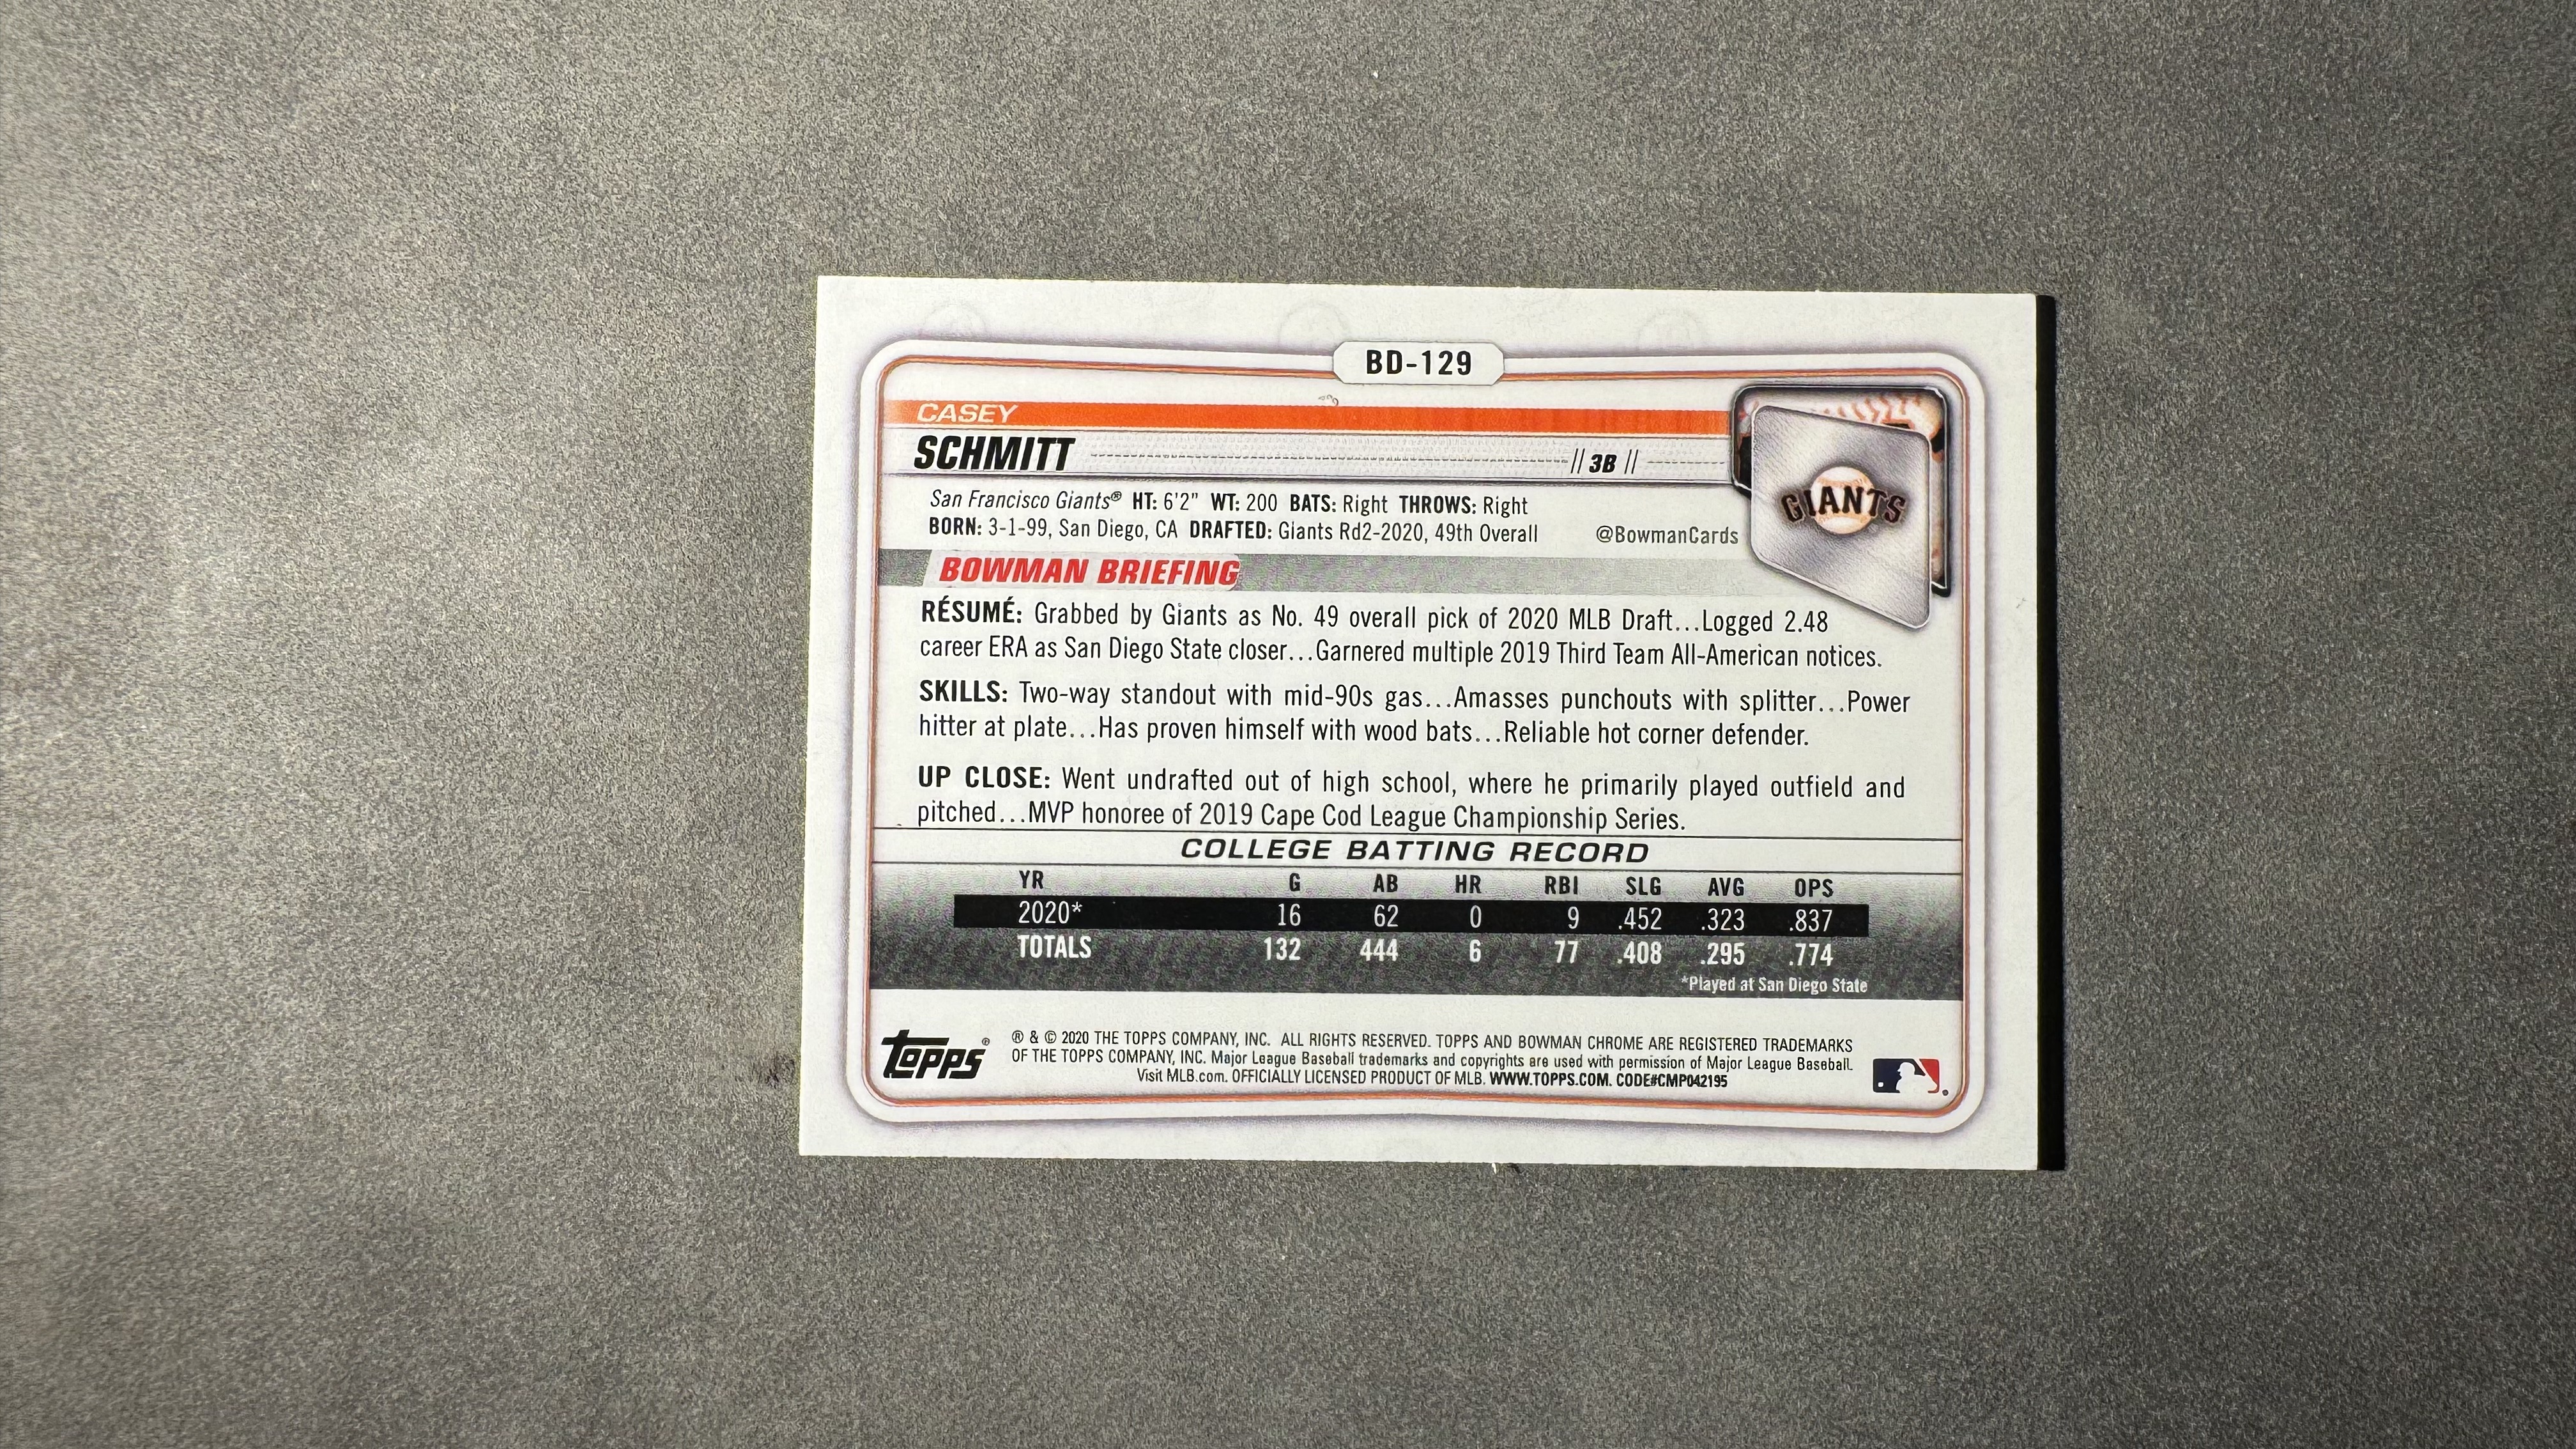 BD-129
CASEY
SCHMITT // 3B //
GIANTS
San Francisco Giants® HT: 6'2" WT: 200 BATS: Right THROWS: Right
BORN: 3-1-99, San Diego, CA DRAFTED: Giants Rd2-2020, 49th Overall @BowmanCards
BOWMAN BRIEFING
RÉSUMÉ: Grabbed by Giants as No. 49 overall pick of 2020 MLB Draft...Logged 2.48
career ERA as San Diego State closer...Garnered multiple 2019 Third Team All-American notices.
SKILLS: Two-way standout with mid-90s gas...Amasses punchouts with splitter...Power
hitter at plate...Has proven himself with wood bats...Reliable hot corner defender.
UP CLOSE: Went undrafted out of high school, where he primarily played outfield and
pitched...MVP honoree of 2019 Cape Cod League Championship Series.
COLLEGE BATTING RECORD
YR G AB HR RBI SLG AVG OPS
2020* 16 62 0 9 .452 .323 .837
TOTALS 132 444 6 77 .408 .295 .774
*Played at San Diego State
topps®
® & © 2020 THE TOPPS COMPANY, INC. ALL RIGHTS RESERVED. TOPPS AND BOWMAN CHROME ARE REGISTERED TRADEMARKS
OF THE TOPPS COMPANY, INC. Major League Baseball trademarks and copyrights are used with permission of Major League Baseball.
Visit MLB.com. OFFICIALLY LICENSED PRODUCT OF MLB. WWW.TOPPS.COM. CODE#CMP042195